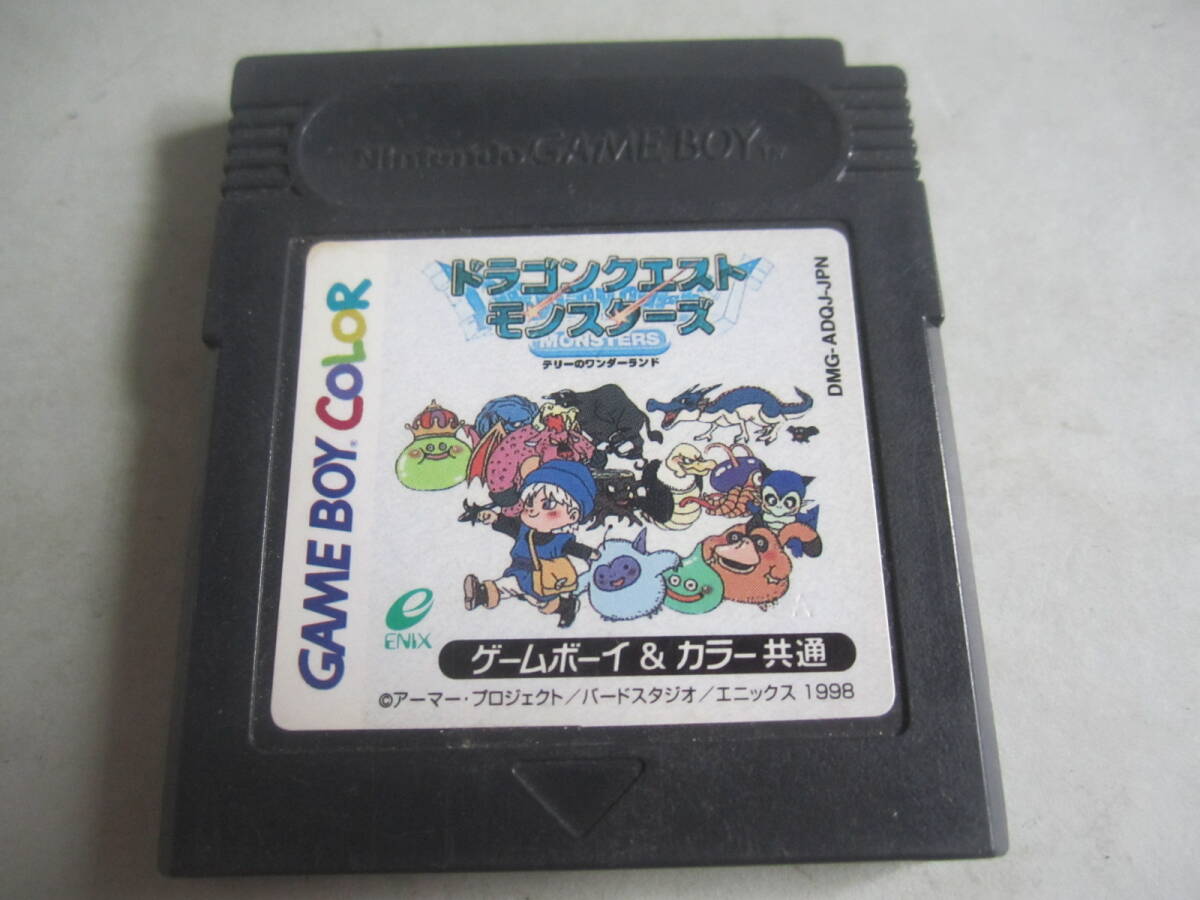 Nintendo GAME BOY TM
ドラゴンクエスト
モンスターズ
MONSTERS
テリーのワンダーランド
DMG-ADQJ-JPN
GAME BOY® COLOR
e
ENIX
ゲームボーイ & カラー共通
©アーマー・プロジェクト／バードスタジオ／エニックス 1998